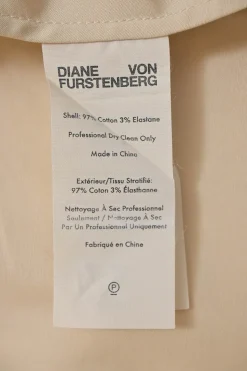 DIANE VON
FURSTENBERG
Shell: 97% Cotton 3% Elastane
Professional Dry Clean Only
Made in China
Extérieur/Tissu Stratifié:
97% Coton 3% Élasthanne
Nettoyage À Sec Professionnel
Seulement / Nettoyage À Sec
Par Un Professionnel Uniquement
Fabriqué en Chine
P